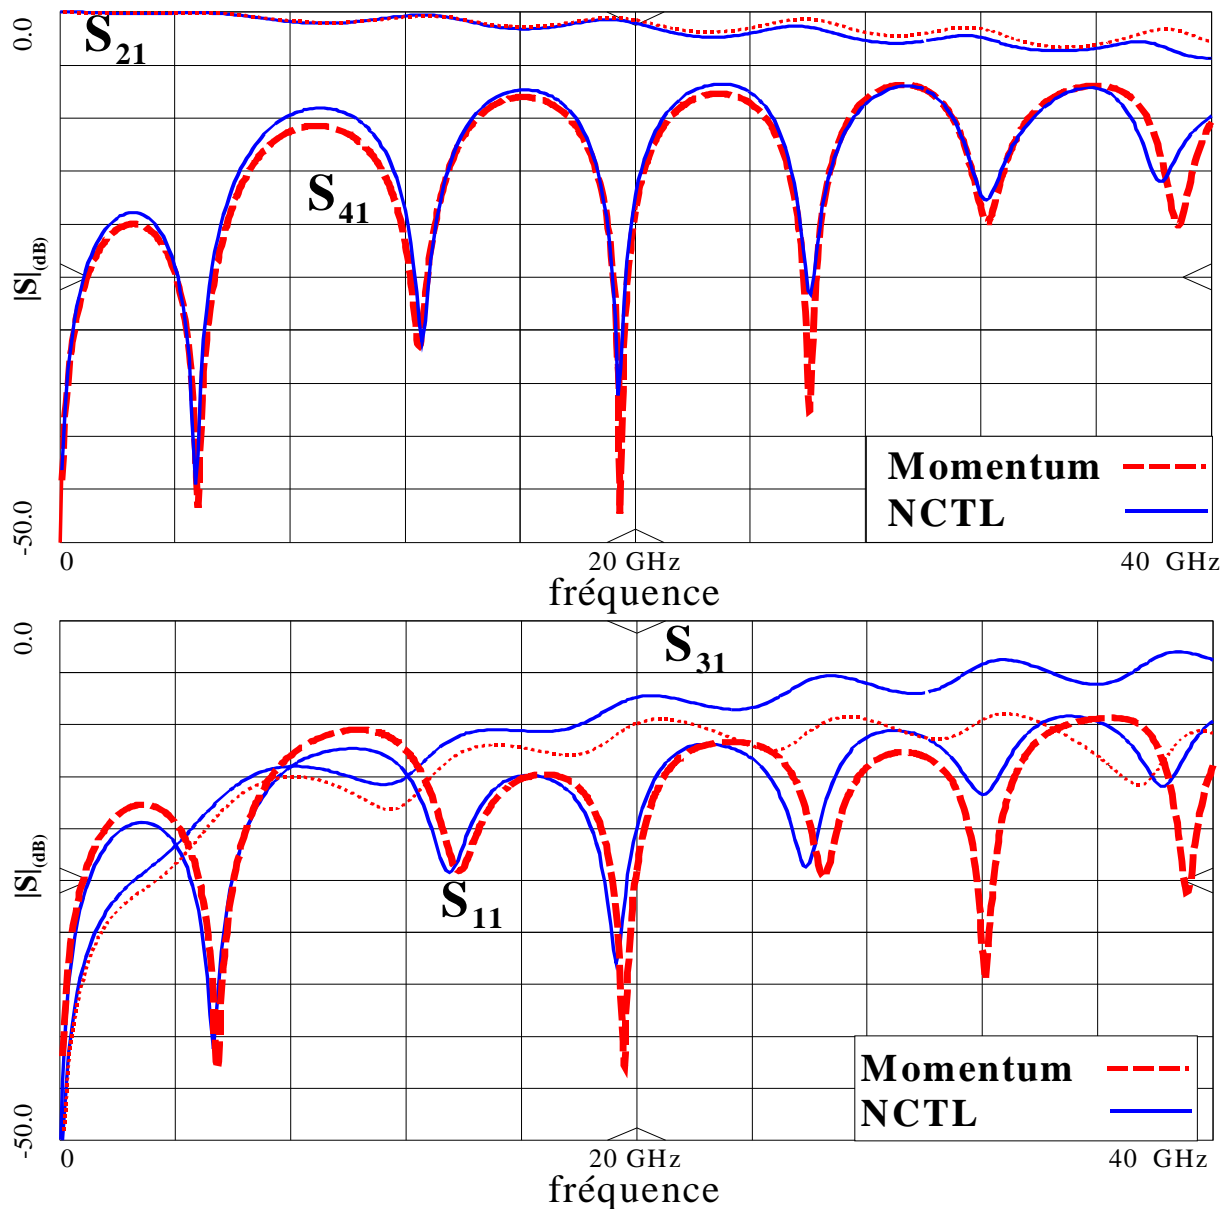 0.0
S21
S41
|S|(dB)
Momentum
NCTL
-50.0
0
20 GHz
40 GHz
fréquence
0.0
S31
|S|(dB)
S11
Momentum
NCTL
-50.0
0
20 GHz
40 GHz
fréquence